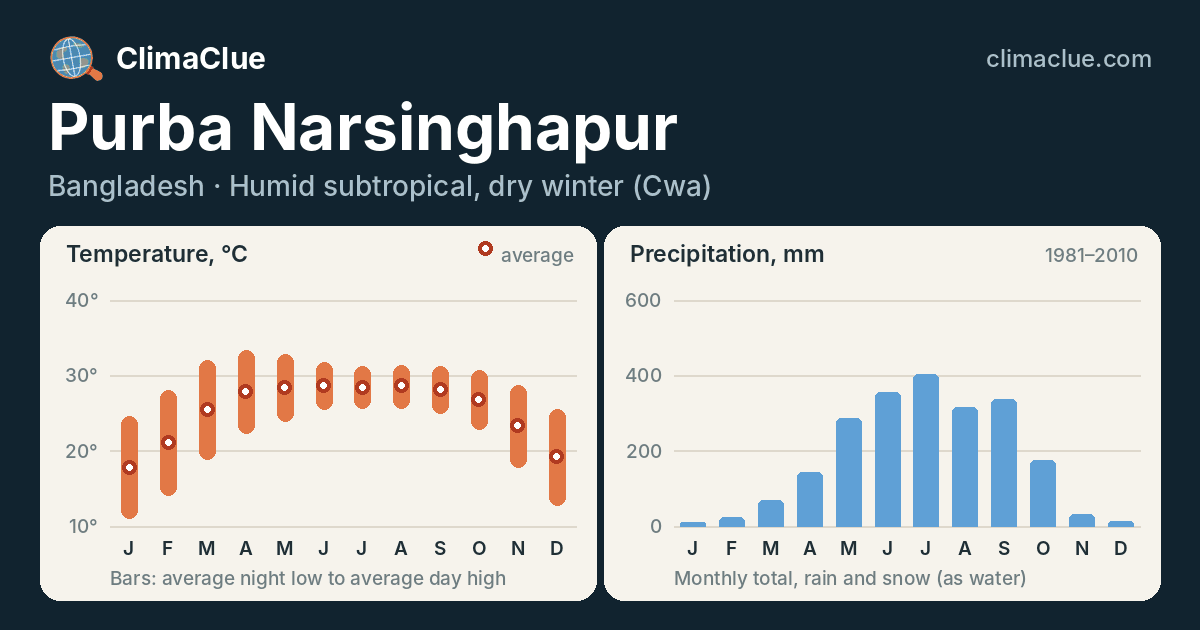 ClimaClue
climaclue.com
Purba Narsinghapur
Bangladesh · Humid subtropical, dry winter (Cwa)
Temperature, °C
average
40°
30°
20°
10°
J F M A M J J A S O N D
Bars: average night low to average day high
Precipitation, mm
1981–2010
600
400
200
0
J F M A M J J A S O N D
Monthly total, rain and snow (as water)